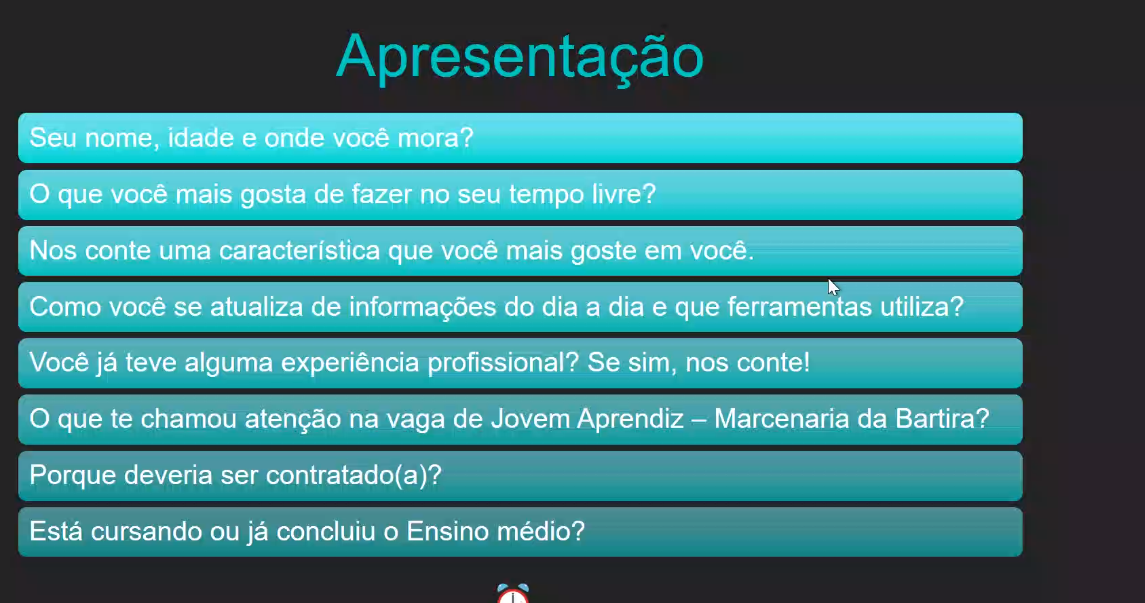 Apresentação
Seu nome, idade e onde você mora?
O que você mais gosta de fazer no seu tempo livre?
Nos conte uma característica que você mais goste em você.
Como você se atualiza de informações do dia a dia e que ferramentas utiliza?
Você já teve alguma experiência profissional? Se sim, nos conte!
O que te chamou atenção na vaga de Jovem Aprendiz – Marcenaria da Bartira?
Porque deveria ser contratado(a)?
Está cursando ou já concluiu o Ensino médio?